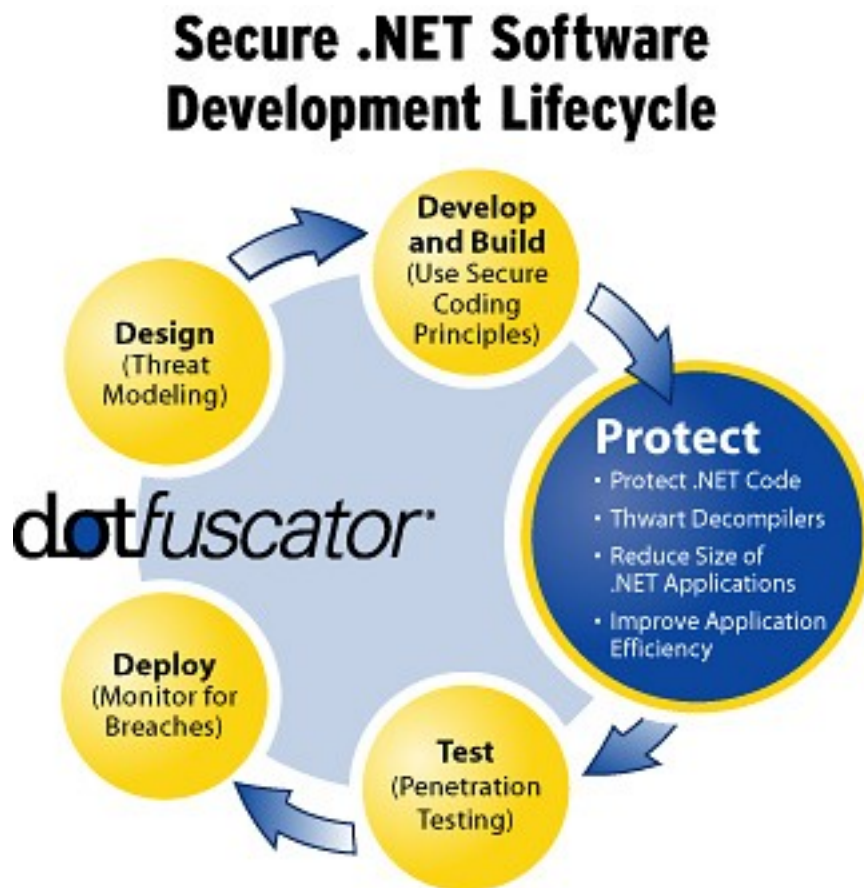 Secure .NET Software
Development Lifecycle
Develop
and Build
(Use Secure
Coding
Principles)
Design
(Threat
Modeling)
Protect
• Protect .NET Code
• Thwart Decompilers
• Reduce Size of
.NET Applications
• Improve Application
Efficiency
dotfuscator
Deploy
(Monitor for
Breaches)
Test
(Penetration
Testing)